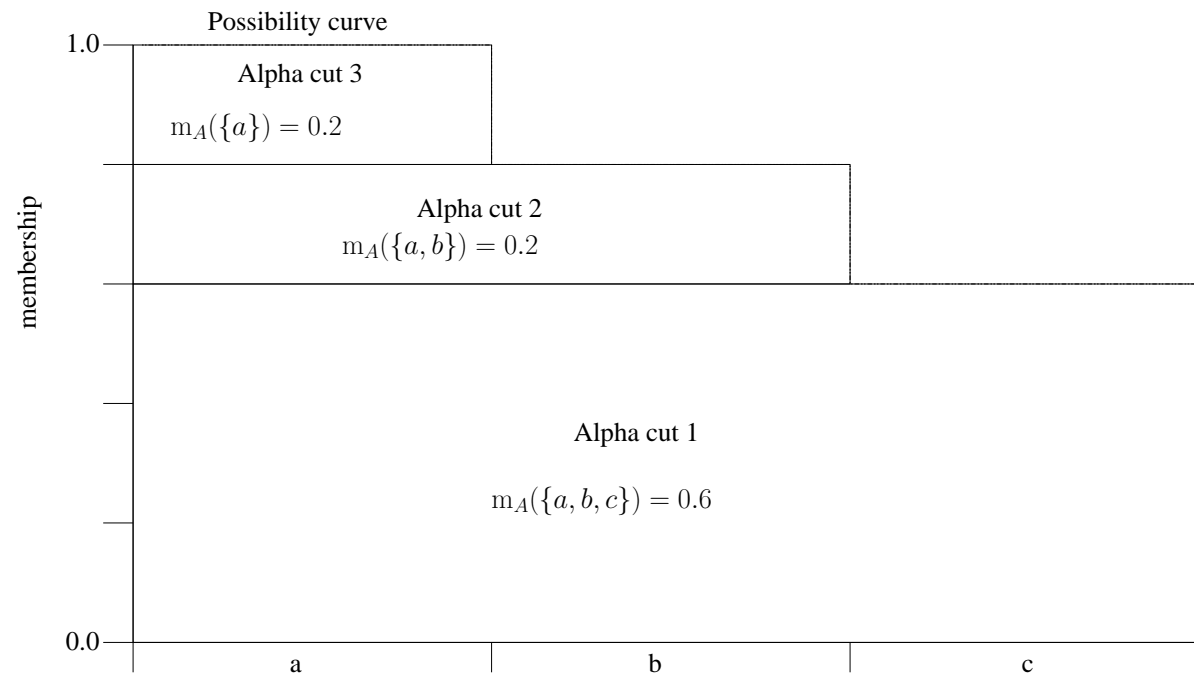 Possibility curve
1.0
Alpha cut 3
m_A({a}) = 0.2
membership
Alpha cut 2
m_A({a, b}) = 0.2
Alpha cut 1
m_A({a, b, c}) = 0.6
0.0
a
b
c